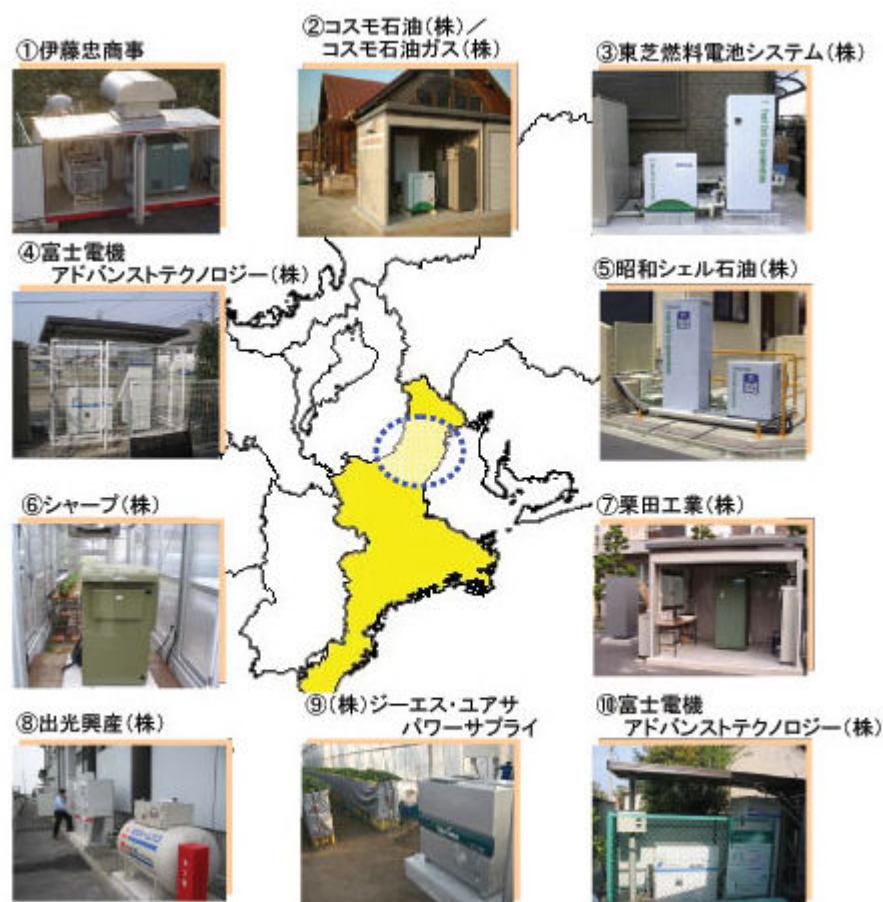 ①伊藤忠商事
②コスモ石油(株)／
コスモ石油ガス(株)
③東芝燃料電池システム(株)
④富士電機
アドバンストテクノロジー(株)
⑤昭和シェル石油(株)
⑥シャープ(株)
⑦栗田工業(株)
⑧出光興産(株)
⑨(株)ジーエス・ユアサ
パワーサプライ
⑩富士電機
アドバンストテクノロジー(株)